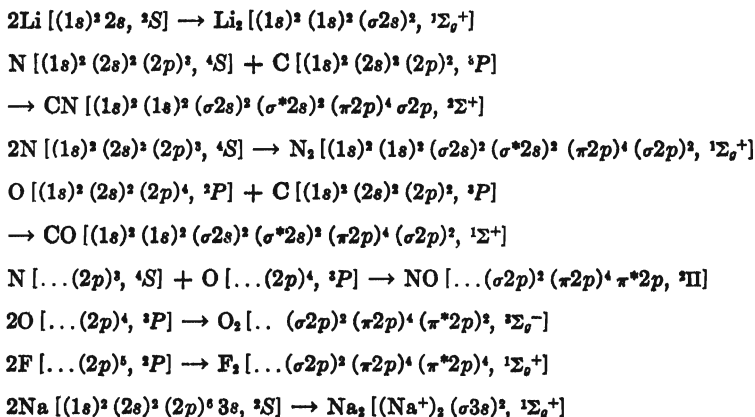 2Li [(1s)² 2s, ²S] → Li₂ [(1s)² (1s)² (σ2s)², ¹Σg⁺]
N [(1s)² (2s)² (2p)³, ⁴S] + C [(1s)² (2s)² (2p)², ³P]
→ CN [(1s)² (1s)² (σ2s)² (σ*2s)² (π2p)⁴ σ2p, ²Σ⁺]
2N [(1s)² (2s)² (2p)³, ⁴S] → N₂ [(1s)² (1s)² (σ2s)² (σ*2s)² (π2p)⁴ (σ2p)², ¹Σg⁺]
O [(1s)² (2s)² (2p)⁴, ³P] + C [(1s)² (2s)² (2p)², ³P]
→ CO [(1s)² (1s)² (σ2s)² (σ*2s)² (π2p)⁴ (σ2p)², ¹Σ⁺]
N [...(2p)³, ⁴S] + O [...(2p)⁴, ³P] → NO [...(σ2p)² (π2p)⁴ π*2p, ²Π]
2O [...(2p)⁴, ³P] → O₂ [.. (σ2p)² (π2p)⁴ (π*2p)², ³Σg⁻]
2F [...(2p)⁵, ²P] → F₂ [...(σ2p)² (π2p)⁴ (π*2p)⁴, ¹Σg⁺]
2Na [(1s)² (2s)² (2p)⁶ 3s, ²S] → Na₂ [(Na⁺)₂ (σ3s)², ¹Σg⁺]